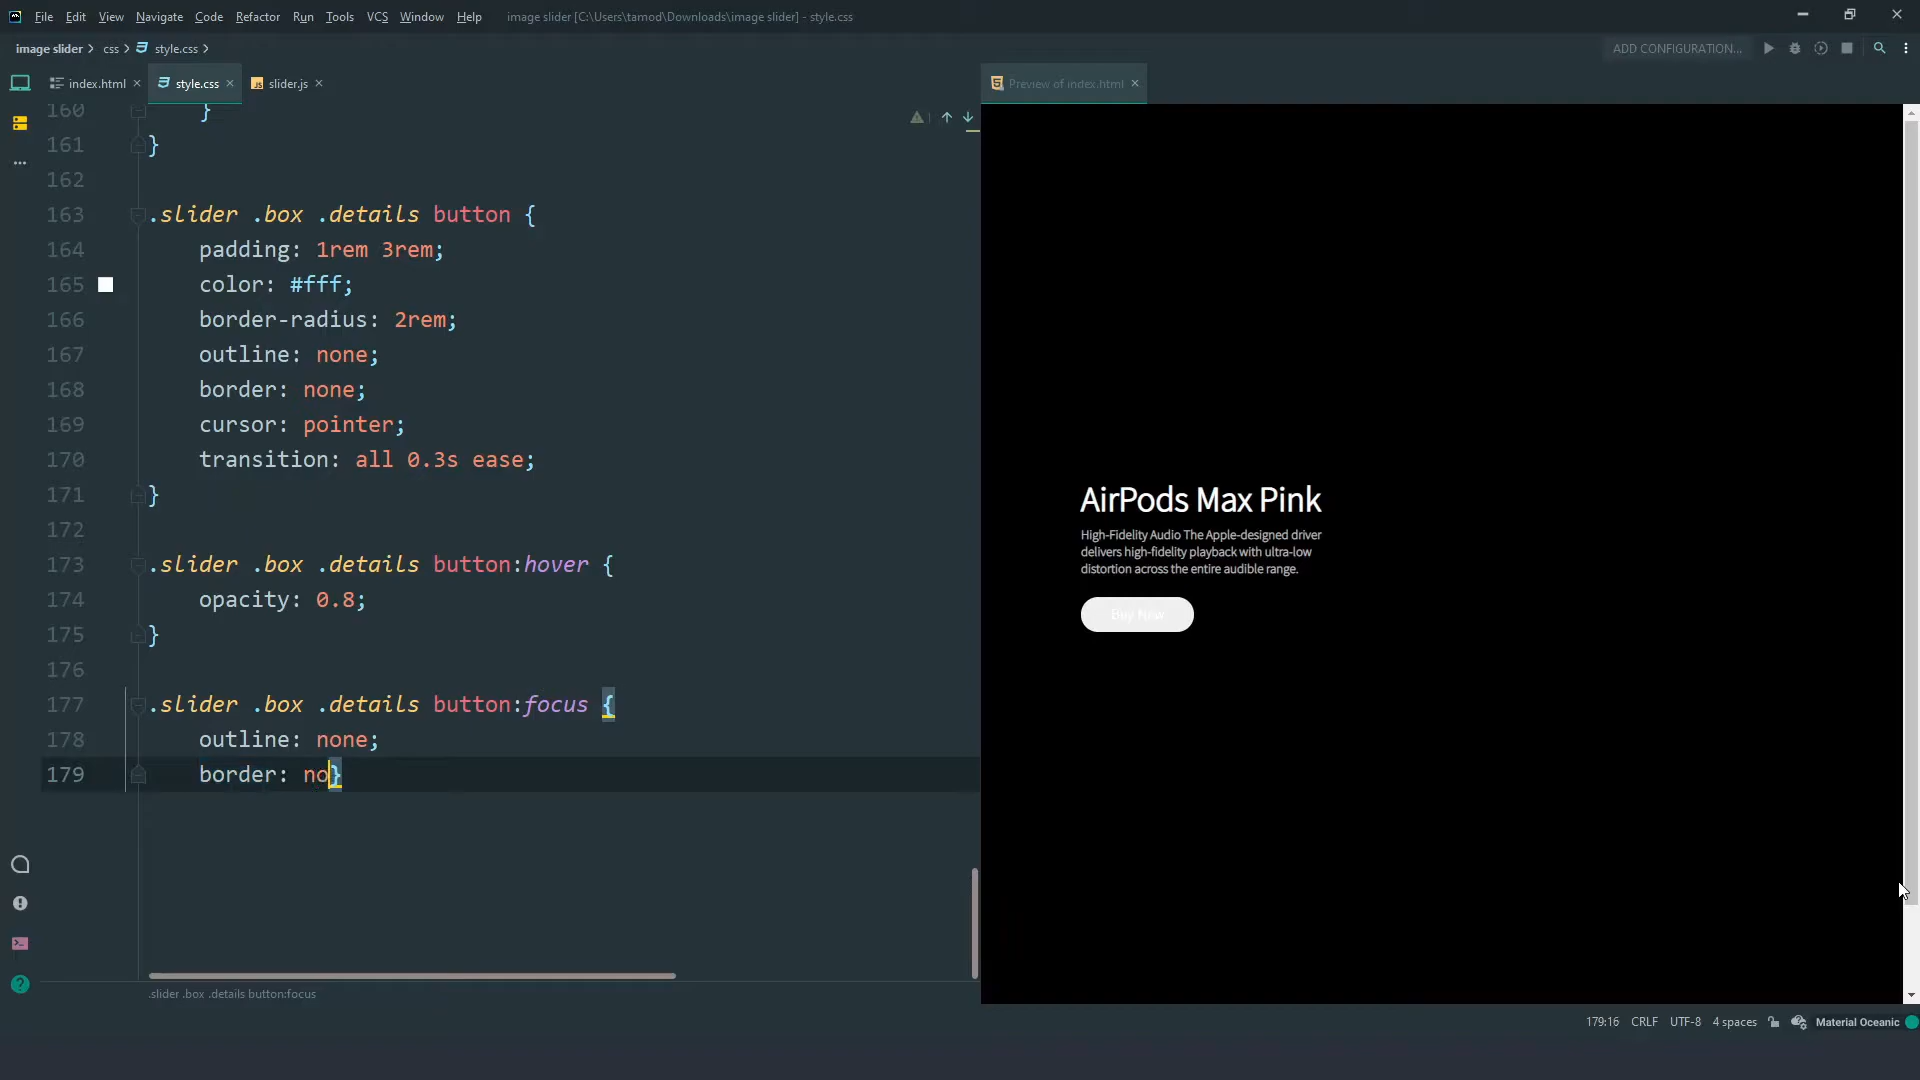 File Edit View Navigate Code Refactor Run Tools VCS Window Help image slider [C:\Users\tamod\Downloads\image slider] - style.css
image slider css style.css ADD CONFIGURATION...
index.html style.css slider.js Preview of index.html
160 }
161 }
162
163 .slider .box .details button {
164 padding: 1rem 3rem;
165 color: #fff;
166 border-radius: 2rem;
167 outline: none;
168 border: none;
169 cursor: pointer;
170 transition: all 0.3s ease;
171 }
172
173 .slider .box .details button:hover {
174 opacity: 0.8;
175 }
176
177 .slider .box .details button:focus {
178 outline: none;
179 border: no}
.slider .box .details button:focus
AirPods Max Pink
High-Fidelity Audio The Apple-designed driver
delivers high-fidelity playback with ultra-low
distortion across the entire audible range.
Buy Now
179:16 CRLF UTF-8 4 spaces Material Oceanic